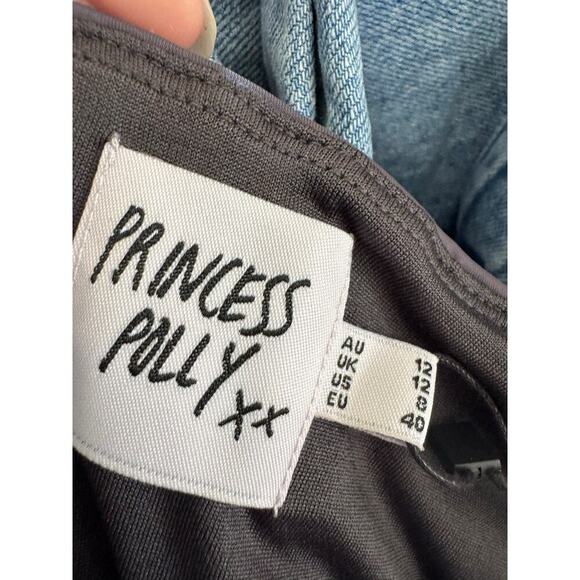 PRINCESS
POLLY
xx
AU 12
UK 12
US 8
EU 40